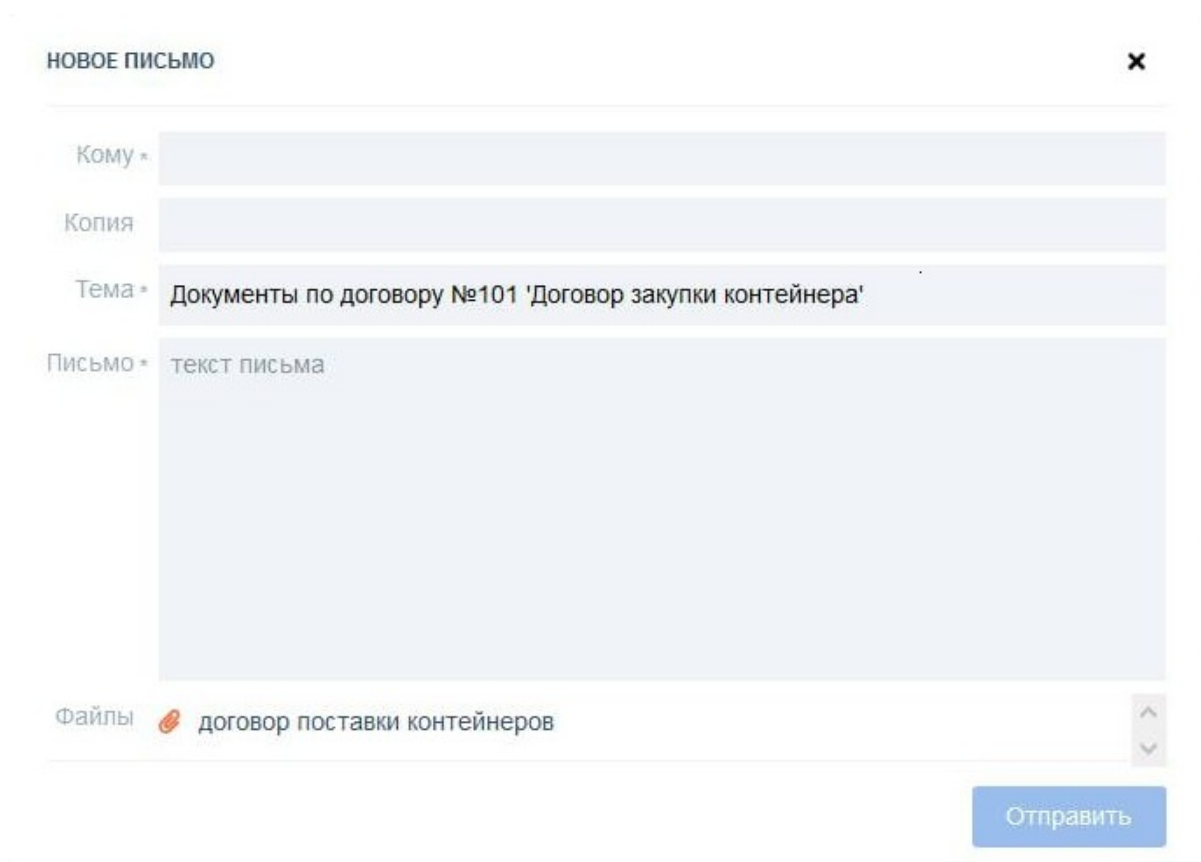 НОВОЕ ПИСЬМО
Кому *
Копия
Тема * Документы по договору №101 'Договор закупки контейнера'
Письмо * текст письма
Файлы договор поставки контейнеров
Отправить